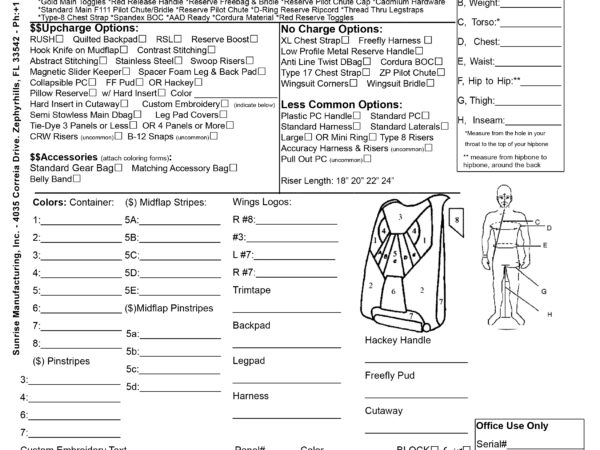 *Gold Main Toggles *Red Release Handle *Reserve Freebag & Bridle *Reserve Pilot Chute Cap *Cadmium Hardware
*Standard Main F111 Pilot Chute/Bridle *D-Ring Reserve Ripcord *Thread Thru Legstraps
*Type-8 Chest Strap *Spandex BOC *AAD Ready *Cordura Material *Red Reserve Toggles
$$Upcharge Options:
RUSH☐ Quilted Backpad☐ RSL☐ Reserve Boost☐
Hook Knife on Mudflap☐ Contrast Stitching☐
Abstract Stitching☐ Stainless Steel☐ Swoop Risers☐
Magnetic Slider Keeper☐ Spacer Foam Leg & Back Pad☐
Collapsible PC☐ FF Pud☐ OR Hackey☐
Pillow Reserve☐ w/ Hard Insert☐ Color
Hard Insert in Cutaway☐ Custom Embroidery☐ (indicate below)
Semi Stowless Main Dbag☐ Leg Pad Covers☐
Tie-Dye 3 Panels or Less☐ OR 4 Panels or More☐
CRW Risers (uncommon)☐ B-12 Snaps (uncommon)☐
$$Accessories (attach coloring forms):
Standard Gear Bag☐ Matching Accessory Bag☐
Belly Band☐
No Charge Options:
XL Chest Strap☐ Freefly Harness☐
Low Profile Metal Reserve Handle☐
Anti Line Twist DBag☐ Cordura BOC☐
Type 17 Chest Strap☐ ZP Pilot Chute☐
Wingsuit Corners☐ Wingsuit Bridle☐
Less Common Options:
Plastic PC Handle☐ Standard PC☐
Standard Harness☐ Standard Laterals☐
Large☐ OR Mini Ring☐ Type 8 Risers
Accuracy Harness & Risers (uncommon)☐
Pull Out PC (uncommon)☐
Riser Length: 18" 20" 22" 24"
B, Weight:
C, Torso:*
D, Chest:
E, Waist:
F, Hip to Hip:**
G, Thigh:
H, Inseam:
*Measure from the hole in your
throat to the top of your hipbone
** measure from hipbone to
hipbone, around the back
Sunrise Manufacturing, Inc. - 4035 Correia Drive. Zephyrhills, FL 33542 - Ph:+1
Colors: Container:
1:
2:
3:
4:
5:
6:
7:
8:
($) Pinstripes
3:
4:
7:
($) Midflap Stripes:
5A:
5B:
5C:
5D:
5E:
($)Midflap Pinstripes
5a:
5b:
5c:
5d:
Wings Logos:
R #8:
#3:
L #7:
R #7:
Trimtape
Backpad
Legpad
Harness
3
8
4
4
1
5
1
2
6
2
7
Hackey Handle
Freefly Pud
Cutaway
C
D
E
G
H
Office Use Only
Serial#
Custom Embroidery Text
Panel#
Color
BLOCK☐